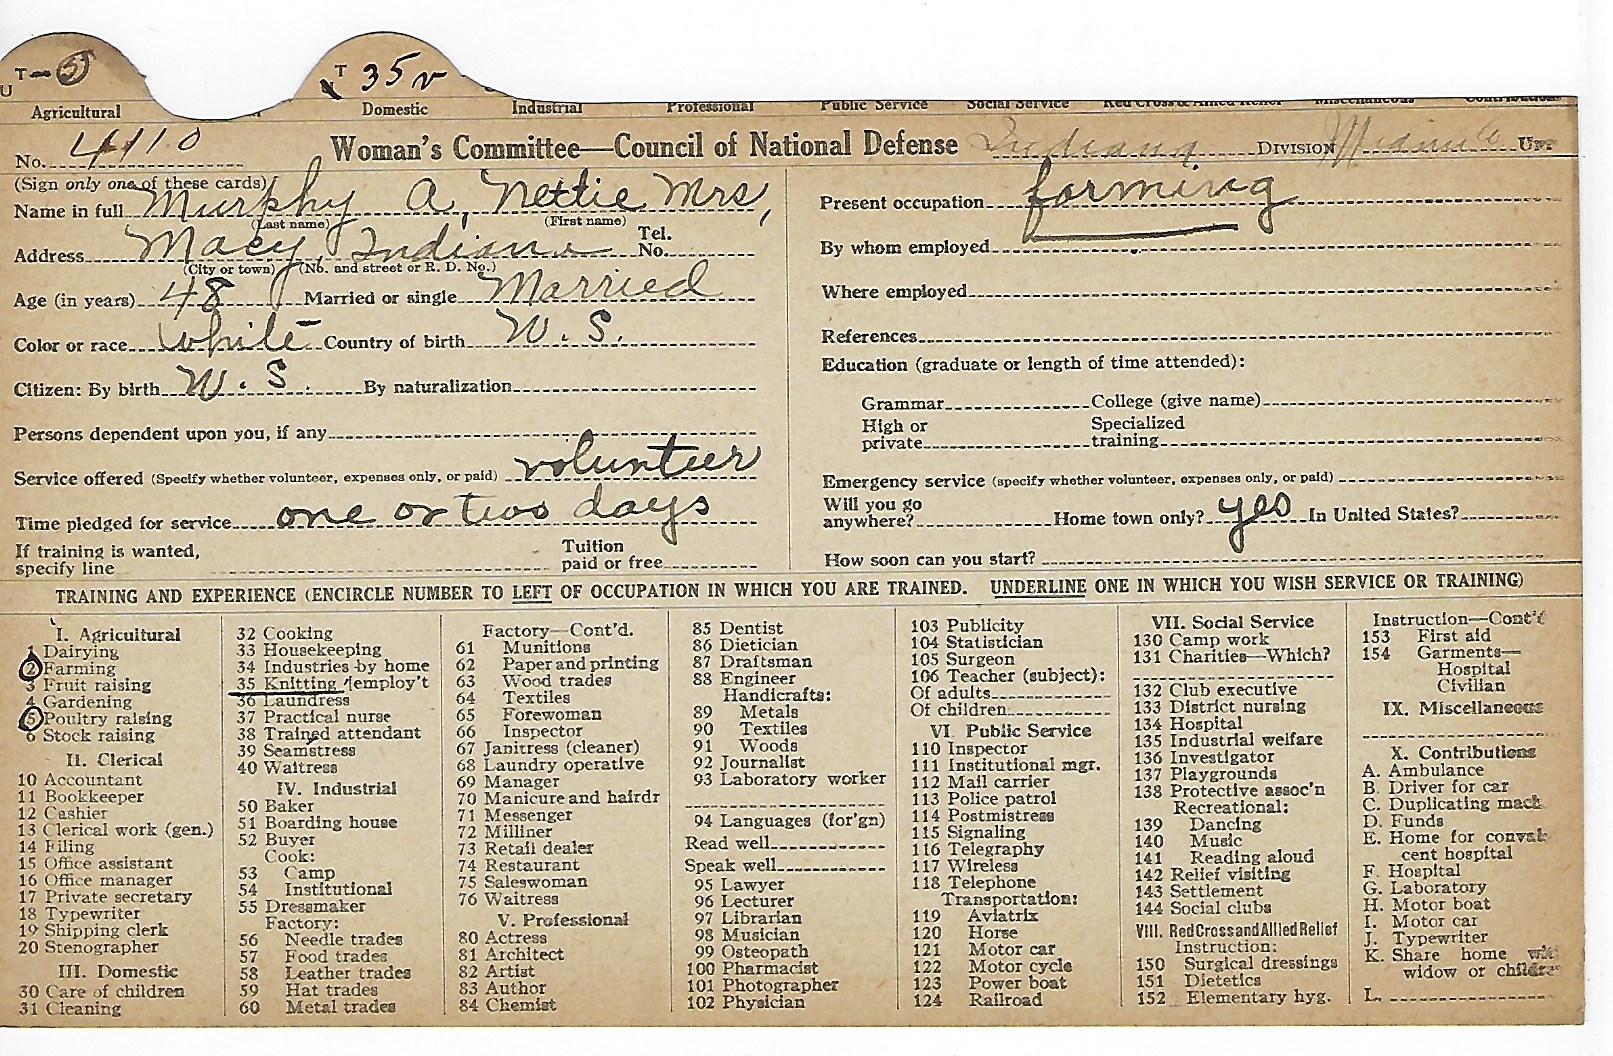 T-5
U
T 35 v
Agricultural Domestic Industrial Professional Public Service Social Service Red Cross & Allied Relief Miscellaneous Contributions
No. 4110 Woman's Committee—Council of National Defense Indiana DIVISION UNIT
(Sign only one of these cards)
Name in full Murphy A, Nettie Mrs,
(Last name) (First name)
Address Macy, Indiana Tel. No.
(City or town) (No. and street or R. D. No.)
Age (in years) 48 Married or single Married
Color or race white Country of birth U. S.
Citizen: By birth U. S. By naturalization
Persons dependent upon you, if any
Service offered (Specify whether volunteer, expenses only, or paid) volunteer
Time pledged for service one or two days
If training is wanted, specify line Tuition paid or free
Present occupation farming
By whom employed
Where employed
References
Education (graduate or length of time attended):
Grammar College (give name)
High or private Specialized training
Emergency service (specify whether volunteer, expenses only, or paid)
Will you go anywhere? Home town only? yes In United States?
How soon can you start?
TRAINING AND EXPERIENCE (ENCIRCLE NUMBER TO LEFT OF OCCUPATION IN WHICH YOU ARE TRAINED. UNDERLINE ONE IN WHICH YOU WISH SERVICE OR TRAINING)
I. Agricultural
1 Dairying
2 Farming
3 Fruit raising
4 Gardening
5 Poultry raising
6 Stock raising
II. Clerical
10 Accountant
11 Bookkeeper
12 Cashier
13 Clerical work (gen.)
14 Filing
15 Office assistant
16 Office manager
17 Private secretary
18 Typewriter
19 Shipping clerk
20 Stenographer
III. Domestic
30 Care of children
31 Cleaning
32 Cooking
33 Housekeeping
34 Industries by home
35 Knitting [employ't
36 Laundress
37 Practical nurse
38 Trained attendant
39 Seamstress
40 Waitress
IV. Industrial
50 Baker
51 Boarding house
52 Buyer
Cook:
53 Camp
54 Institutional
55 Dressmaker
Factory:
56 Needle trades
57 Food trades
58 Leather trades
59 Hat trades
60 Metal trades
Factory—Cont'd.
61 Munitions
62 Paper and printing
63 Wood trades
64 Textiles
65 Forewoman
66 Inspector
67 Janitress (cleaner)
68 Laundry operative
69 Manager
70 Manicure and hairdr
71 Messenger
72 Milliner
73 Retail dealer
74 Restaurant
75 Saleswoman
76 Waitress
V. Professional
80 Actress
81 Architect
82 Artist
83 Author
84 Chemist
85 Dentist
86 Dietician
87 Draftsman
88 Engineer
Handicrafts:
89 Metals
90 Textiles
91 Woods
92 Journalist
93 Laboratory worker
94 Languages (for'gn)
Read well
Speak well
95 Lawyer
96 Lecturer
97 Librarian
98 Musician
99 Osteopath
100 Pharmacist
101 Photographer
102 Physician
103 Publicity
104 Statistician
105 Surgeon
106 Teacher (subject):
Of adults
Of children
VI. Public Service
110 Inspector
111 Institutional mgr.
112 Mail carrier
113 Police patrol
114 Postmistress
115 Signaling
116 Telegraphy
117 Wireless
118 Telephone
Transportation:
119 Aviatrix
120 Horse
121 Motor car
122 Motor cycle
123 Power boat
124 Railroad
VII. Social Service
130 Camp work
131 Charities—Which?
132 Club executive
133 District nursing
134 Hospital
135 Industrial welfare
136 Investigator
137 Playgrounds
138 Protective assoc'n
Recreational:
139 Dancing
140 Music
141 Reading aloud
142 Relief visiting
143 Settlement
144 Social clubs
VIII. Red Cross and Allied Relief
Instruction:
150 Surgical dressings
151 Dietetics
152 Elementary hyg.
Instruction—Cont'd
153 First aid
154 Garments—
Hospital
Civilian
IX. Miscellaneous
X. Contributions
A. Ambulance
B. Driver for car
C. Duplicating mach
D. Funds
E. Home for conval-
cent hospital
F. Hospital
G. Laboratory
H. Motor boat
I. Motor car
J. Typewriter
K. Share home with
widow or children
L.